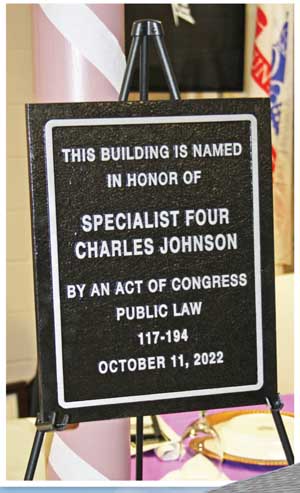 THIS BUILDING IS NAMED
IN HONOR OF
SPECIALIST FOUR
CHARLES JOHNSON
BY AN ACT OF CONGRESS
PUBLIC LAW
117-194
OCTOBER 11, 2022